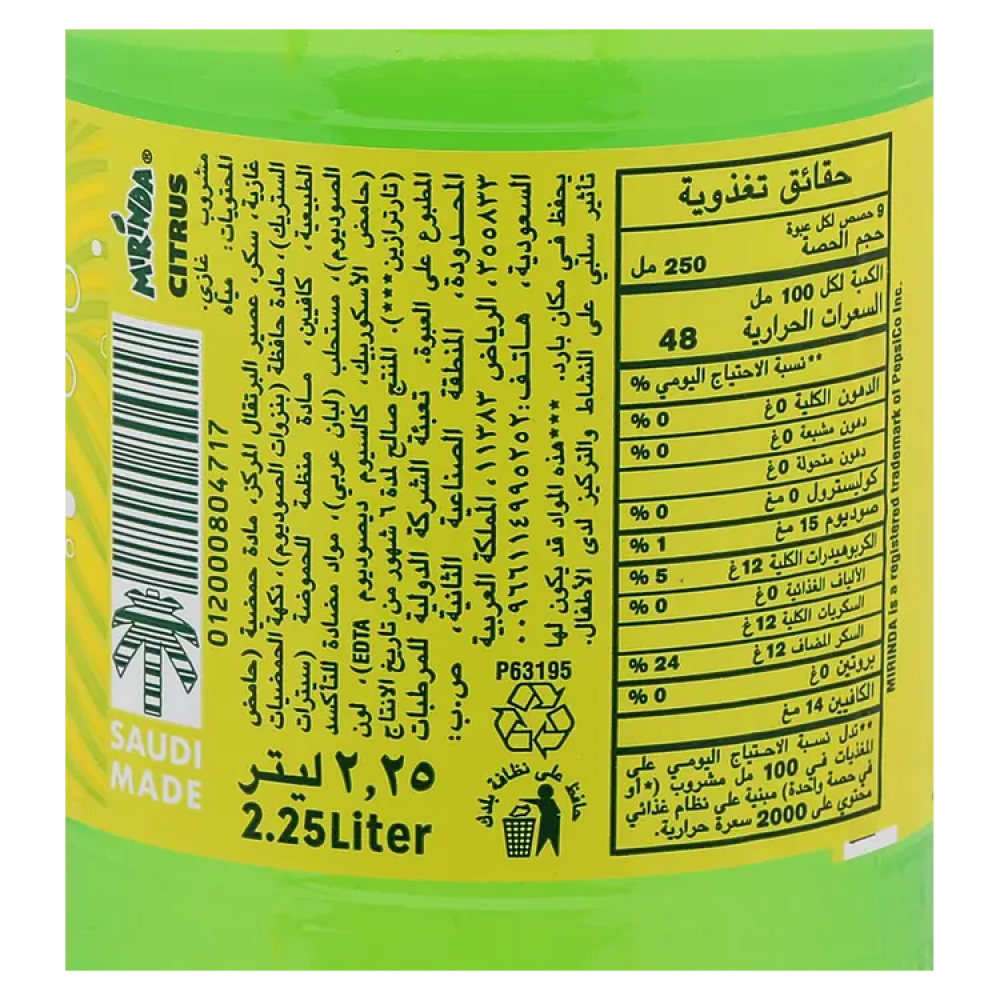 MIRINDA®
CITRUS
مشروب غازي.
المحتويات: مياه
غازية، سكر، عصير البرتقال المركز، مادة حمضية (حامض
الستريك)، مادة حافظة (بنزوات الصوديوم)، نكهة الحمضيات
الطبيعية، كافيين، مادة منظمة للحموضة (سترات
الصوديوم)، مستحلب (لبان عربي)، مواد مضادة للتأكسد
(حامض الأسكوربيك، كالسيوم ديصوديوم EDTA)، لون
(تارترازين***). المنتج صالح لمدة ٦ شهور من تاريخ الانتاج
المطبوع على العبوة. تعبئة الشركة الدولية للمرطبات
المحدودة، المنطقة الصناعية الثانية، ص.ب:
٣٥٥٨٣٣، الرياض ١١٣٨٣، المملكة العربية
السعودية، هاتف: ٠٠٩٦٦١١٤٩٩٥٢٥٢
يحفظ في مكان بارد. ***هذه المواد قد يكون لها
تأثير سلبي على النشاط والتركيز لدى الأطفال.
012000804717
SAUDI
MADE
٢,٢٥ ليتر
2.25Liter
P63195
حافظ على نظافة بلدك
حقائق تغذوية
9 حصص لكل عبوة
حجم الحصة 250 مل
الكمية لكل 100 مل
السعرات الحرارية 48
**نسبة الاحتياج اليومي %
الدهون الكلية 0غ 0 %
دهون مشبعة 0غ 0 %
دهون متحولة 0غ
كوليسترول 0 مغ 0 %
صوديوم 15 مغ 1 %
الكربوهيدرات الكلية 12غ 5 %
الألياف الغذائية 0غ 0 %
السكريات الكلية 12غ
السكر المضاف 12غ 24 %
بروتين 0غ 0 %
الكافيين 14 مغ
**تدل نسبة الاحتياج اليومي على
المغذيات في 100 مل مشروب (*أو
في حصة واحدة) مبنية على نظام غذائي
محتوي على 2000 سعرة حرارية.
MIRINDA is a registered trademark of PepsiCo Inc.